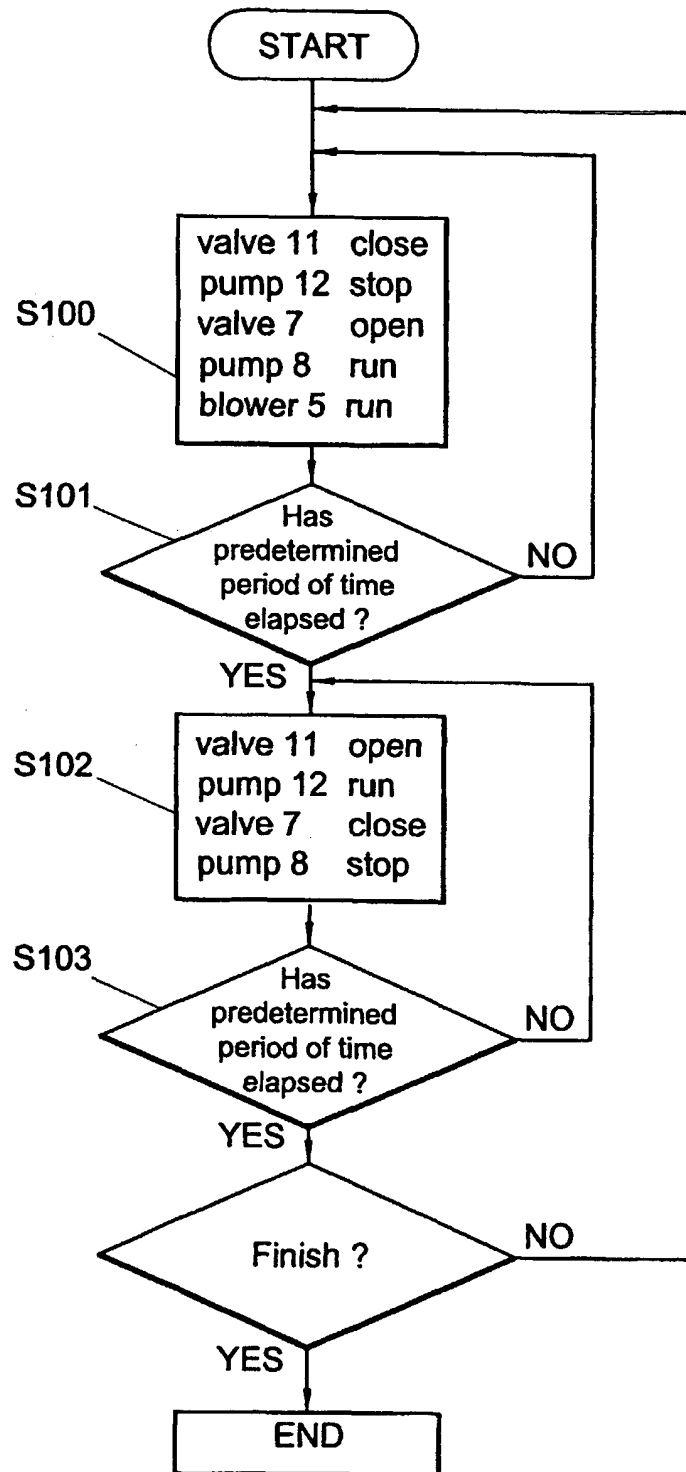 START
valve 11 close
pump 12 stop
valve 7 open
pump 8 run
blower 5 run
S100
S101
Has
predetermined
period of time
elapsed ?
NO
YES
valve 11 open
pump 12 run
valve 7 close
pump 8 stop
S102
S103
Has
predetermined
period of time
elapsed ?
NO
YES
Finish ?
NO
YES
END